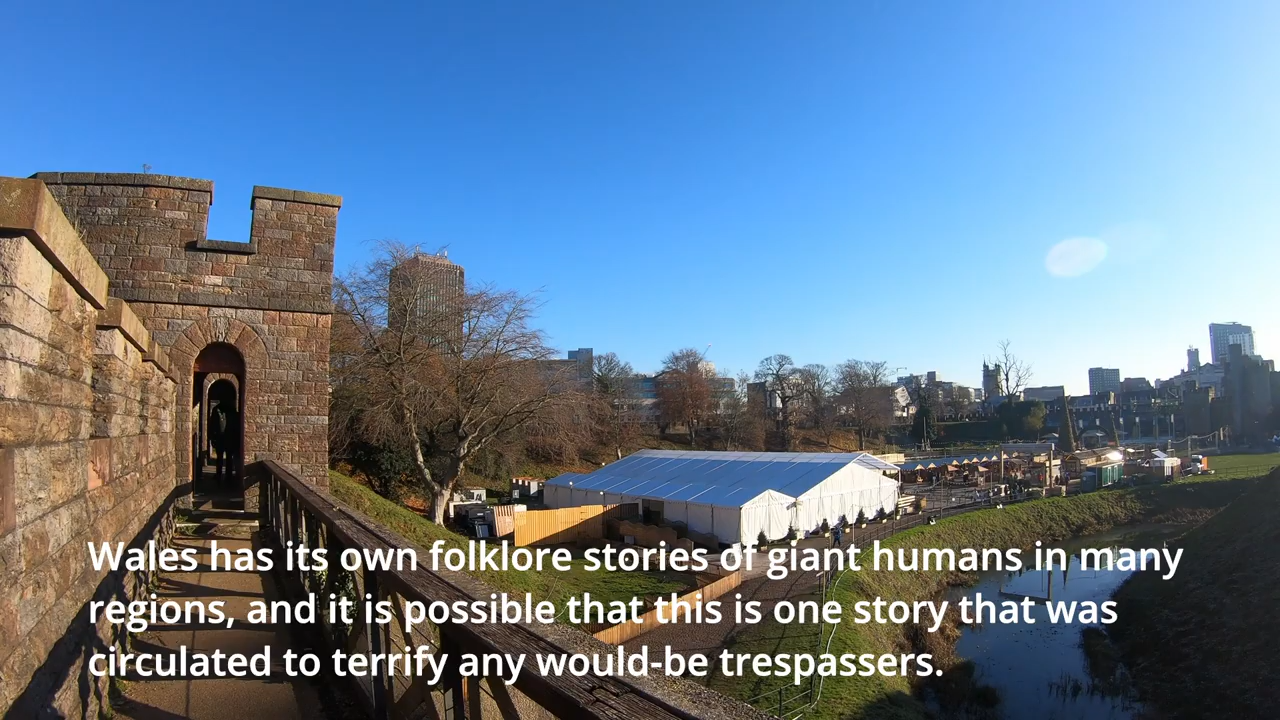 Wales has its own folklore stories of giant humans in many
regions, and it is possible that this is one story that was
circulated to terrify any would-be trespassers.